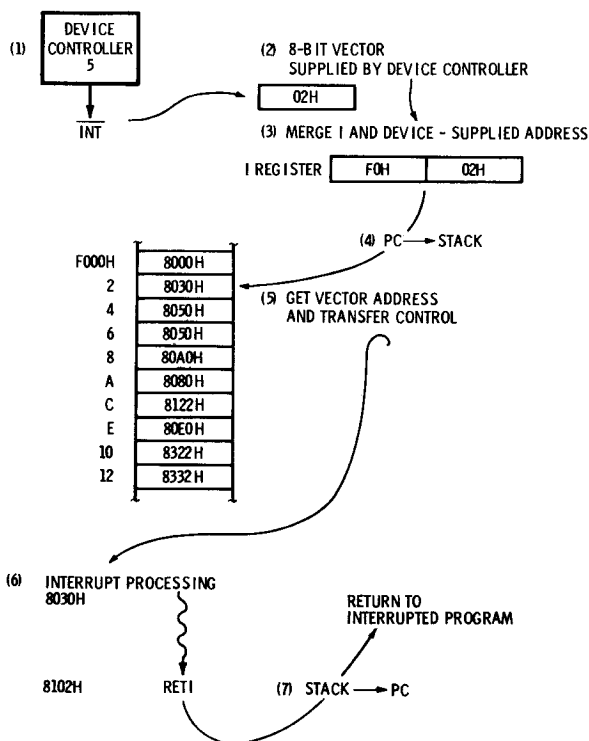 (1) DEVICE
CONTROLLER
5
INT
(2) 8-BIT VECTOR
SUPPLIED BY DEVICE CONTROLLER
02H
(3) MERGE I AND DEVICE - SUPPLIED ADDRESS
I REGISTER F0H 02H
(4) PC → STACK
F000H 8000H
2 8030H
4 8050H
6 8050H
8 80A0H
A 8080H
C 8122H
E 80E0H
10 8322H
12 8332H
(5) GET VECTOR ADDRESS
AND TRANSFER CONTROL
(6) INTERRUPT PROCESSING
8030H
RETURN TO
INTERRUPTED PROGRAM
8102H RETI (7) STACK → PC